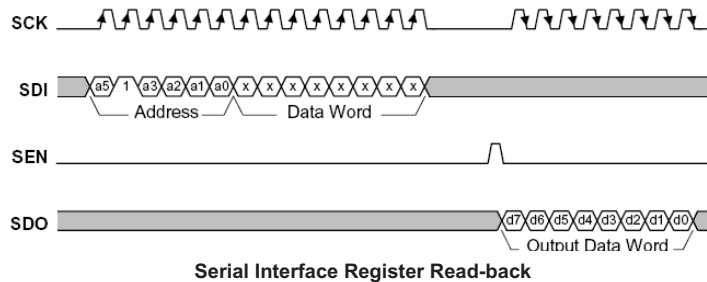 SCK
SDI a5 1 a3 a2 a1 a0 x x x x x x x x
Address Data Word
SEN
SDO d7 d6 d5 d4 d3 d2 d1 d0
Output Data Word
Serial Interface Register Read-back